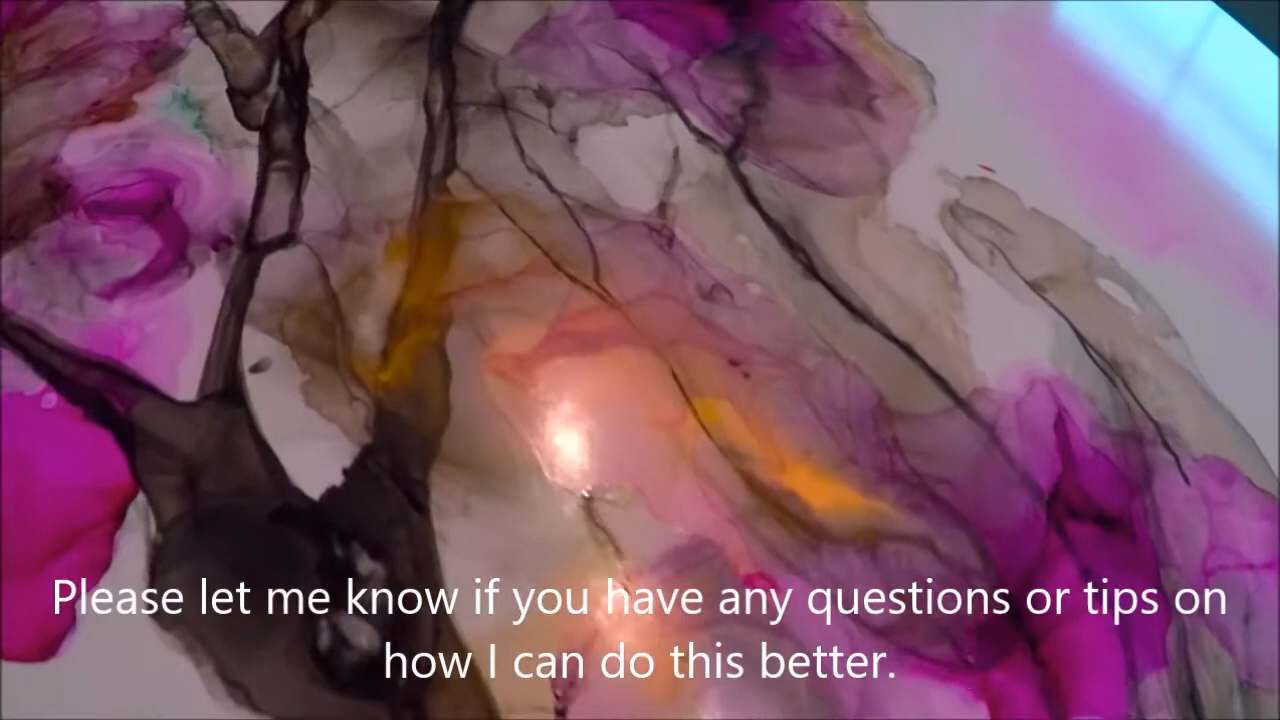 Please let me know if you have any questions or tips on
how I can do this better.